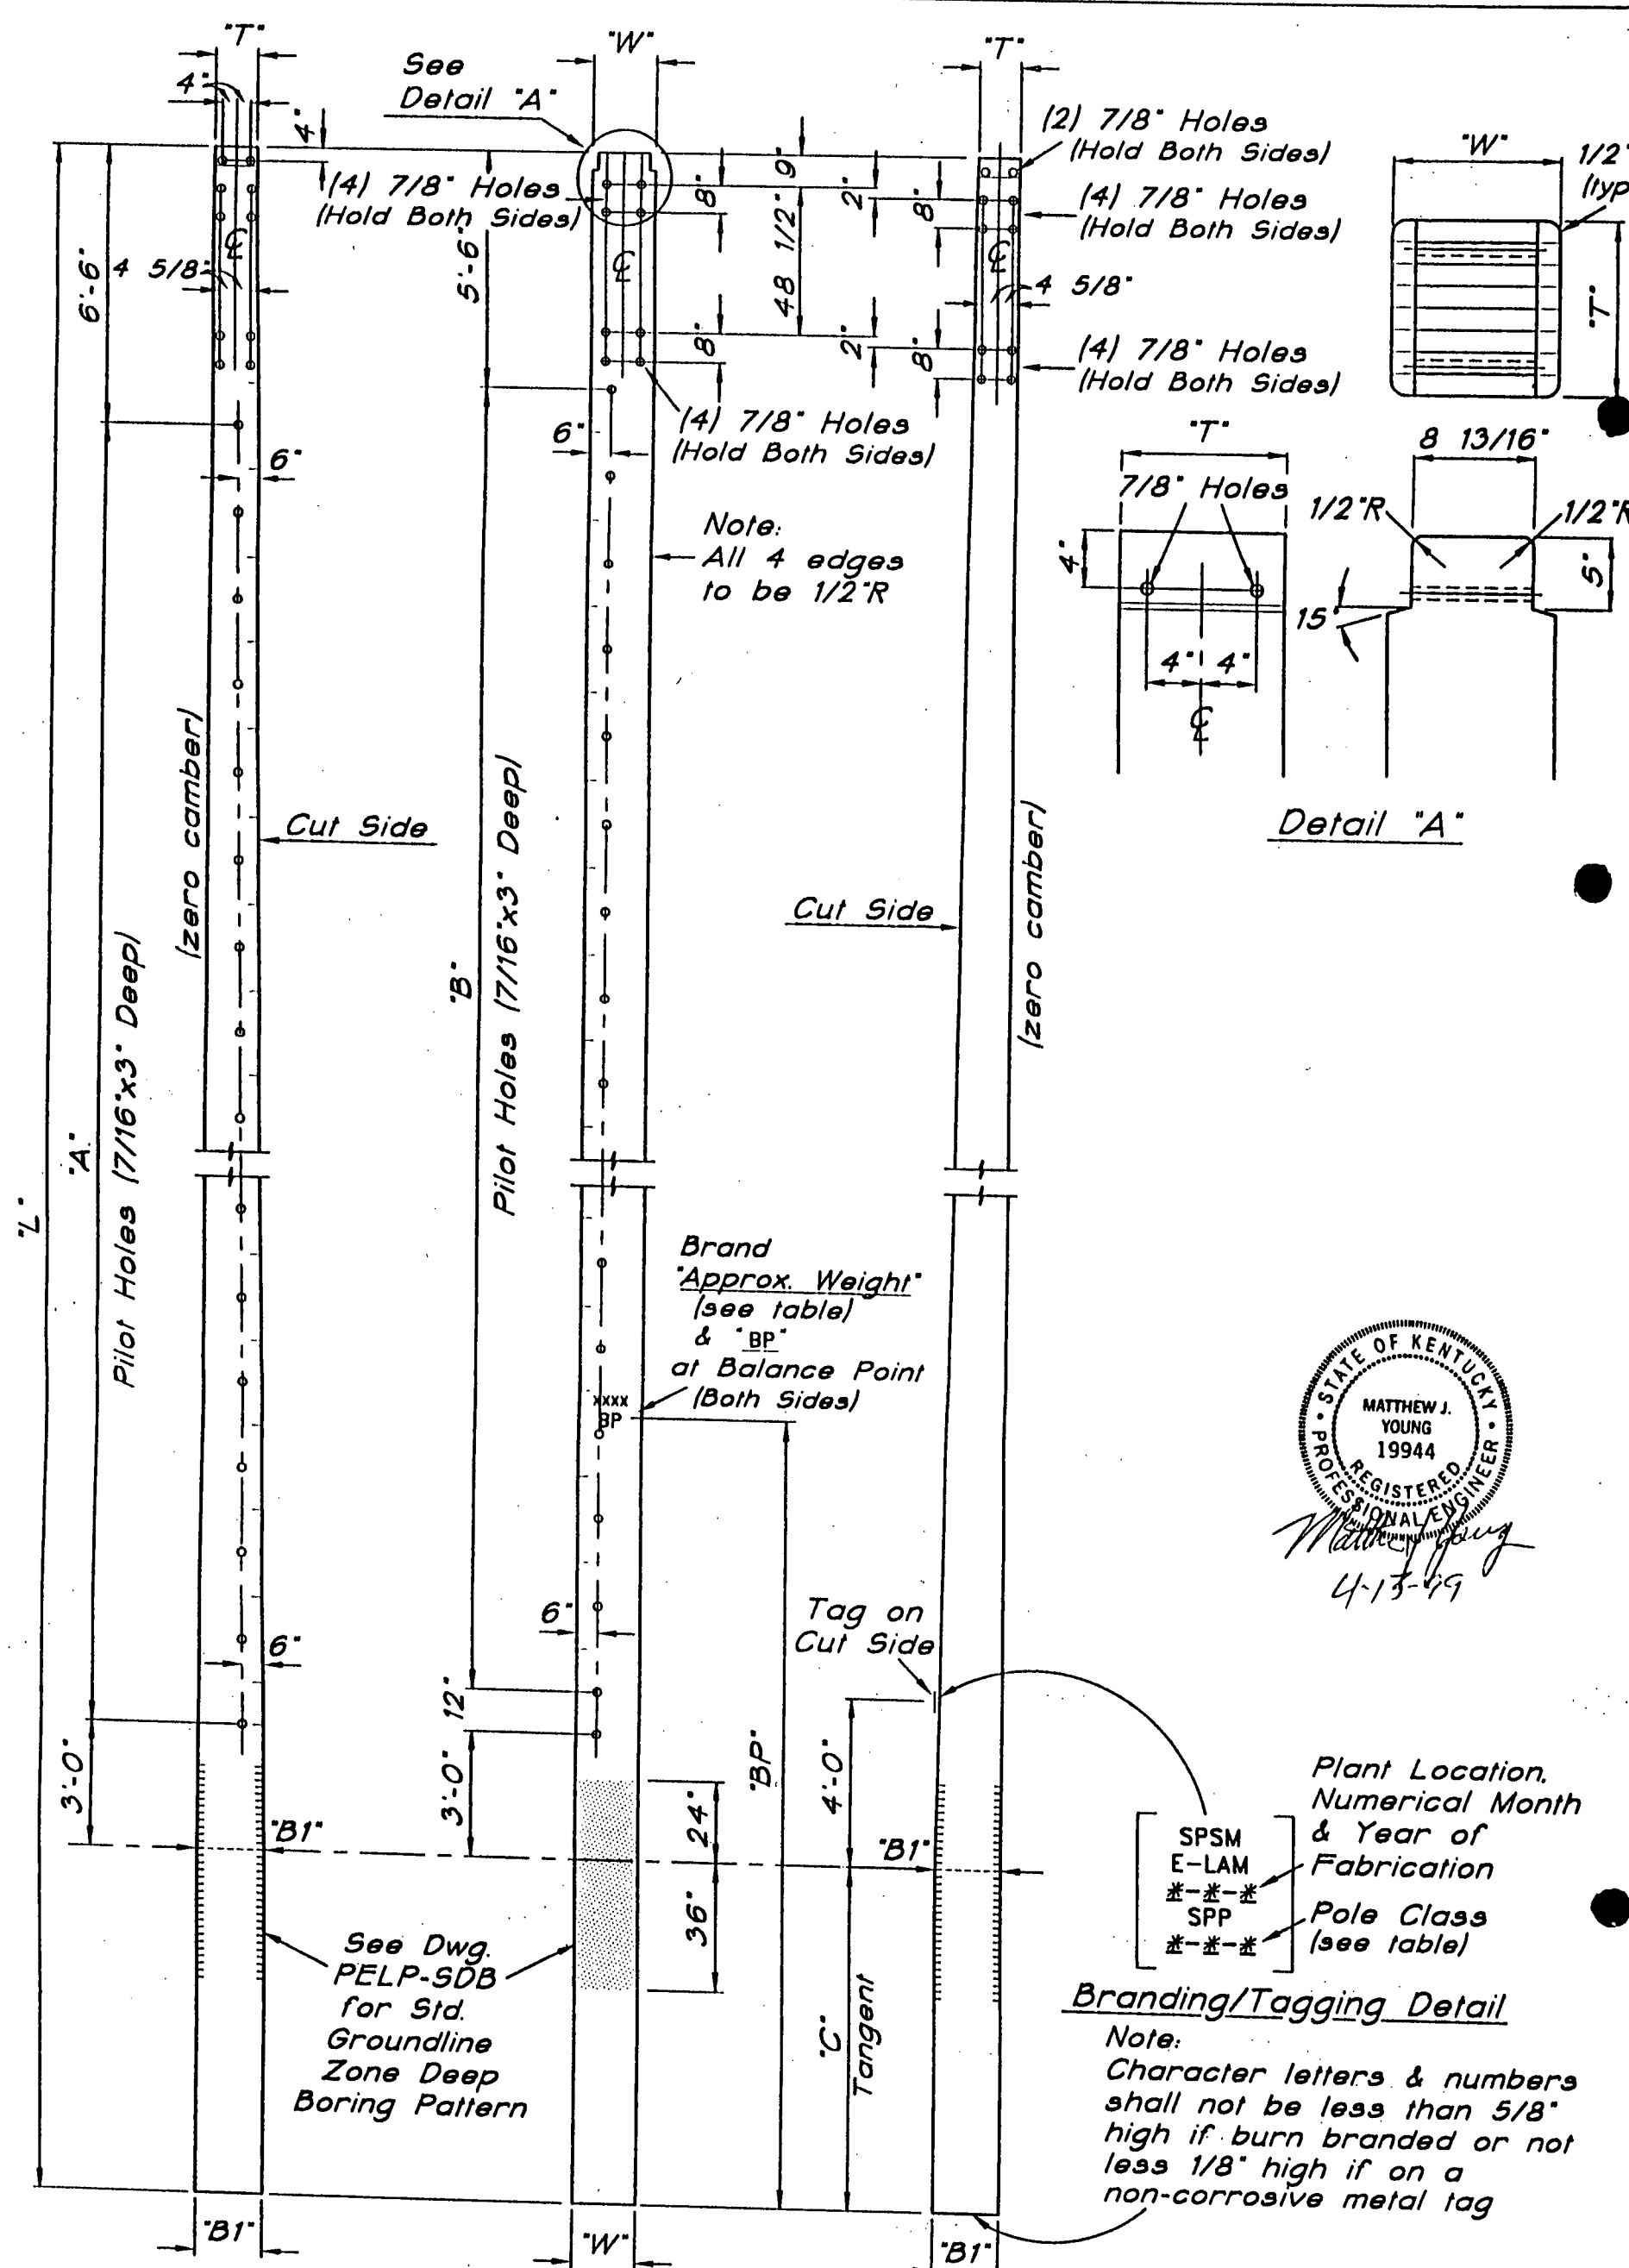 "T"
4"
4"
See
Detail "A"
"W"
"T"
(4) 7/8" Holes
(Hold Both Sides)
4 5/8"
6'-6"
5'-6"
8"
9"
48 1/2"
8"
2"
2"
8"
8"
(2) 7/8" Holes
(Hold Both Sides)
(4) 7/8" Holes
(Hold Both Sides)
4 5/8"
(4) 7/8" Holes
(Hold Both Sides)
"W"
1/2"
"T"
6"
6"
(4) 7/8" Holes
(Hold Both Sides)
Note:
All 4 edges
to be 1/2"R
"T"
7/8" Holes
4"
4" 4"
8 13/16"
1/2"R
1/2"R
5"
15°
Detail "A"
(zero camber)
Cut Side
Pilot Holes (7/16"x3" Deep)
"A"
"L"
"B"
Pilot Holes (7/16"x3" Deep)
Cut Side
(zero camber)
Brand
"Approx. Weight"
(see table)
& "BP"
at Balance Point
(Both Sides)
xxxx
BP
STATE OF KENTUCKY
MATTHEW J.
YOUNG
19944
REGISTERED
PROFESSIONAL ENGINEER
6"
6"
12"
3'-0"
3'-0"
"B1"
"BP"
24"
36"
Tag on
Cut Side
4'-0"
"B1"
"C"
Tangent
See Dwg.
PELP-SDB
for Std.
Groundline
Zone Deep
Boring Pattern
SPSM
E-LAM
*-*-*
SPP
*-*-*
Plant Location,
Numerical Month
& Year of
Fabrication
Pole Class
(see table)
Branding/Tagging Detail
Note:
Character letters & numbers
shall not be less than 5/8"
high if burn branded or not
less 1/8" high if on a
non-corrosive metal tag
"B1"
"W"
"B1"